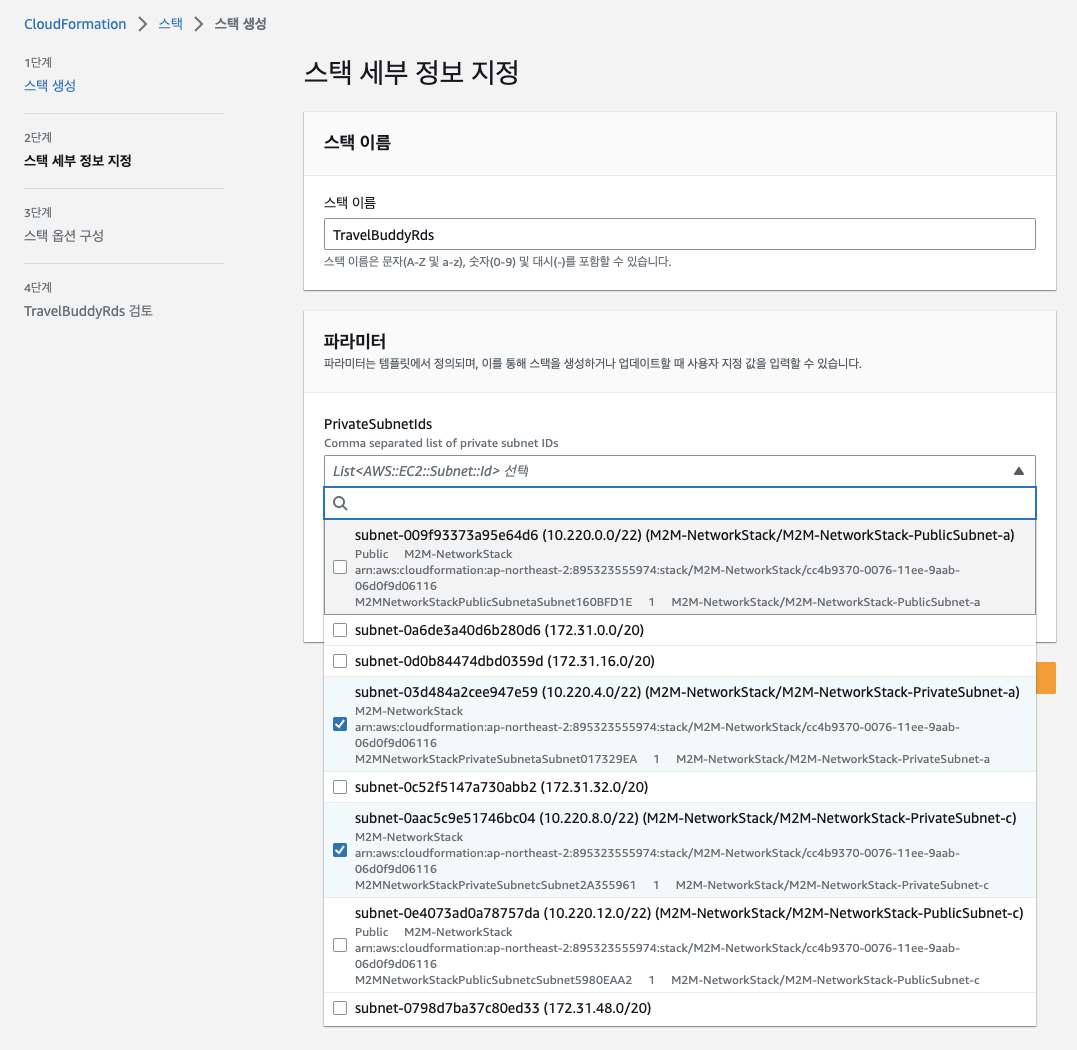 CloudFormation > 스택 > 스택 생성
1단계
스택 생성
2단계
스택 세부 정보 지정
3단계
스택 옵션 구성
4단계
TravelBuddyRds 검토
스택 세부 정보 지정
스택 이름
스택 이름
TravelBuddyRds
스택 이름은 문자(A-Z 및 a-z), 숫자(0-9) 및 대시(-)를 포함할 수 있습니다.
파라미터
파라미터는 템플릿에서 정의되며, 이를 통해 스택을 생성하거나 업데이트할 때 사용자 지정 값을 입력할 수 있습니다.
PrivateSubnetIds
Comma separated list of private subnet IDs
List<AWS::EC2::Subnet::Id> 선택
subnet-009f93373a95e64d6 (10.220.0.0/22) (M2M-NetworkStack/M2M-NetworkStack-PublicSubnet-a)
Public M2M-NetworkStack
arn:aws:cloudformation:ap-northeast-2:895323555974:stack/M2M-NetworkStack/cc4b9370-0076-11ee-9aab-
06d0f9d06116
M2MNetworkStackPublicSubnetaSubnet160BFD1E 1 M2M-NetworkStack/M2M-NetworkStack-PublicSubnet-a
subnet-0a6de3a40d6b280d6 (172.31.0.0/20)
subnet-0d0b84474dbd0359d (172.31.16.0/20)
subnet-03d484a2cee947e59 (10.220.4.0/22) (M2M-NetworkStack/M2M-NetworkStack-PrivateSubnet-a)
M2M-NetworkStack
arn:aws:cloudformation:ap-northeast-2:895323555974:stack/M2M-NetworkStack/cc4b9370-0076-11ee-9aab-
06d0f9d06116
M2MNetworkStackPrivateSubnetaSubnet017329EA 1 M2M-NetworkStack/M2M-NetworkStack-PrivateSubnet-a
subnet-0c52f5147a730abb2 (172.31.32.0/20)
subnet-0aac5c9e51746bc04 (10.220.8.0/22) (M2M-NetworkStack/M2M-NetworkStack-PrivateSubnet-c)
M2M-NetworkStack
arn:aws:cloudformation:ap-northeast-2:895323555974:stack/M2M-NetworkStack/cc4b9370-0076-11ee-9aab-
06d0f9d06116
M2MNetworkStackPrivateSubnetcSubnet2A355961 1 M2M-NetworkStack/M2M-NetworkStack-PrivateSubnet-c
subnet-0e4073ad0a78757da (10.220.12.0/22) (M2M-NetworkStack/M2M-NetworkStack-PublicSubnet-c)
Public M2M-NetworkStack
arn:aws:cloudformation:ap-northeast-2:895323555974:stack/M2M-NetworkStack/cc4b9370-0076-11ee-9aab-
06d0f9d06116
M2MNetworkStackPublicSubnetcSubnet5980EAA2 1 M2M-NetworkStack/M2M-NetworkStack-PublicSubnet-c
subnet-0798d7ba37c80ed33 (172.31.48.0/20)